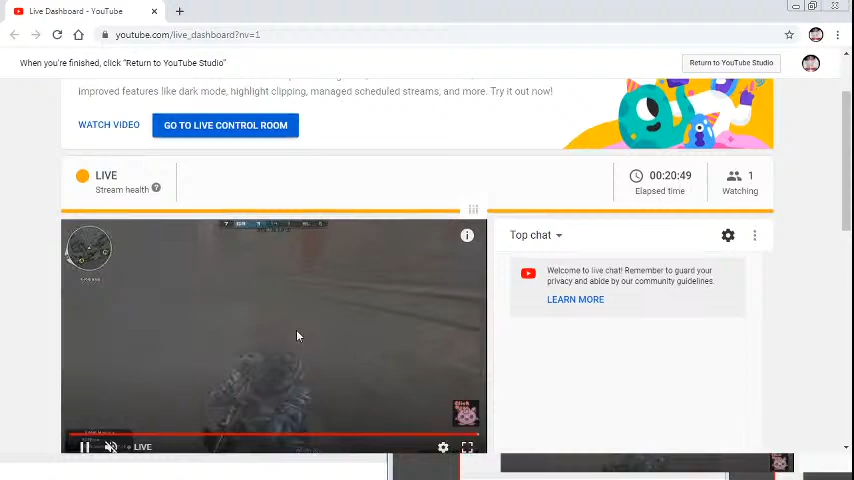 Live Dashboard - YouTube
youtube.com/live_dashboard?nv=1
When you're finished, click "Return to YouTube Studio"
Return to YouTube Studio
improved features like dark mode, highlight clipping, managed scheduled streams, and more. Try it out now!
WATCH VIDEO
GO TO LIVE CONTROL ROOM
LIVE
Stream health
00:20:49
Elapsed time
1
Watching
Top chat
Welcome to live chat! Remember to guard your
privacy and abide by our community guidelines.
LEARN MORE
LIVE